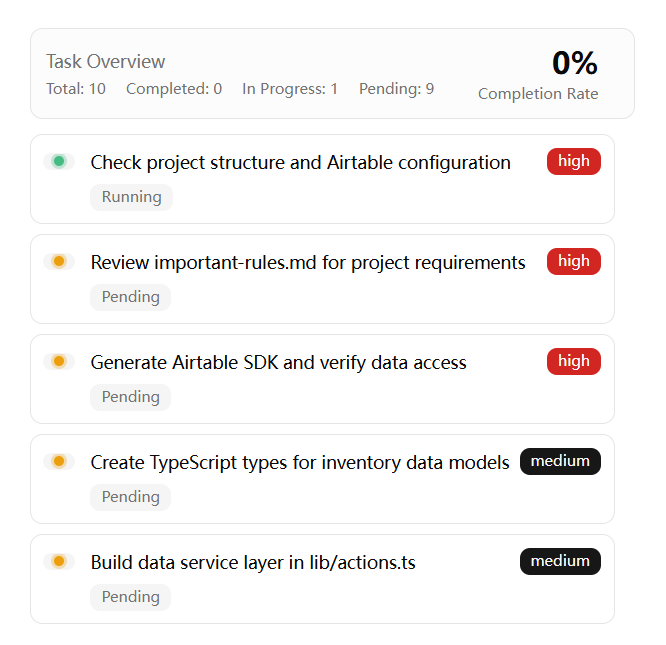 Task Overview
0%
Total: 10 Completed: 0 In Progress: 1 Pending: 9
Completion Rate
Check project structure and Airtable configuration high
Running
Review important-rules.md for project requirements high
Pending
Generate Airtable SDK and verify data access high
Pending
Create TypeScript types for inventory data models medium
Pending
Build data service layer in lib/actions.ts medium
Pending